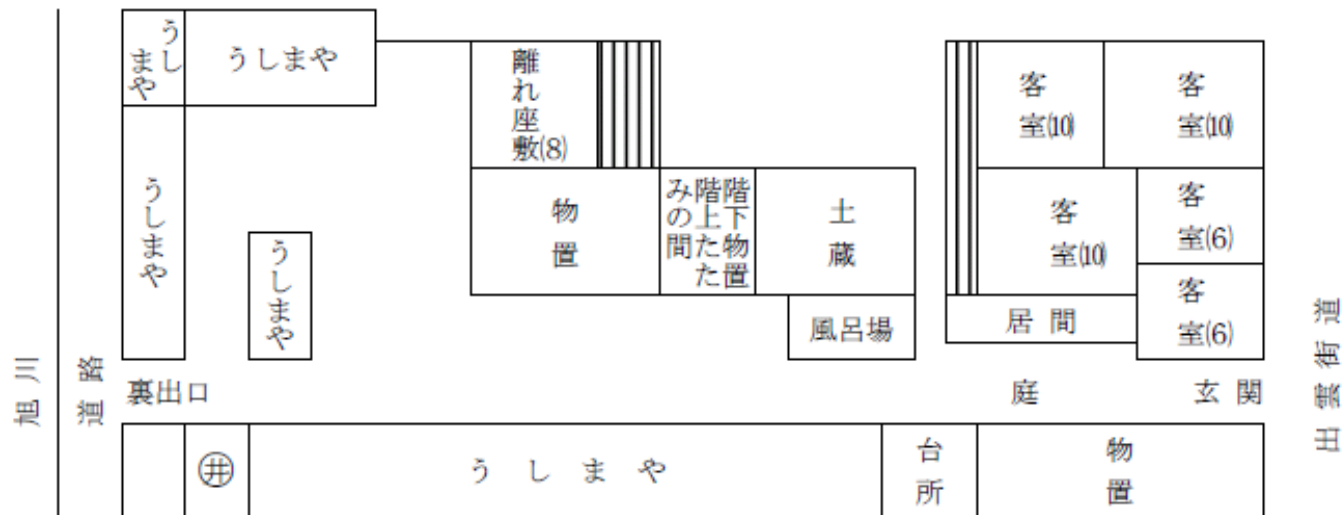 うしまや
うしまや
離れ座敷(8)
客室(10)
客室(10)
うしまや
うしまや
物置
階下物置
階上たた
みの間
土蔵
風呂場
客室(10)
客室(6)
客室(6)
居間
旭川
道路
裏出口
庭
玄関
出雲街道
井
うしまや
台所
物置